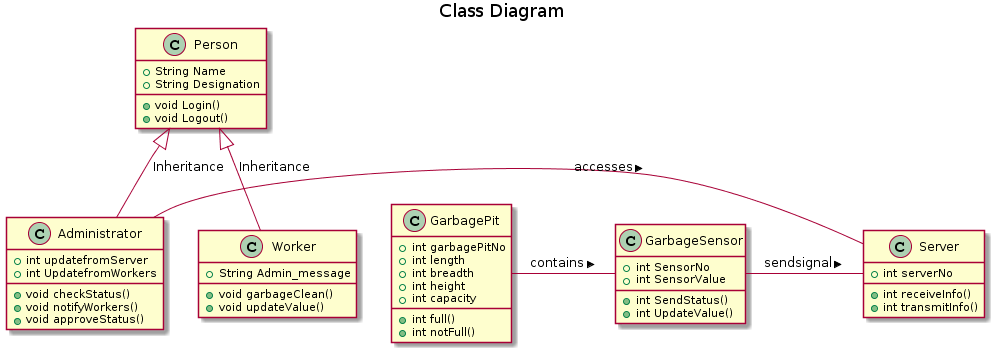 Class Diagram
C Person
String Name
String Designation
void Login()
void Logout()
Inheritance
Inheritance
accesses
C Administrator
int updatefromServer
int UpdatefromWorkers
void checkStatus()
void notifyWorkers()
void approveStatus()
C Worker
String Admin_message
void garbageClean()
void updateValue()
C GarbagePit
int garbagePitNo
int length
int breadth
int height
int capacity
int full()
int notFull()
contains
C GarbageSensor
int SensorNo
int SensorValue
int SendStatus()
int UpdateValue()
sendsignal
C Server
int serverNo
int receiveInfo()
int transmitInfo()